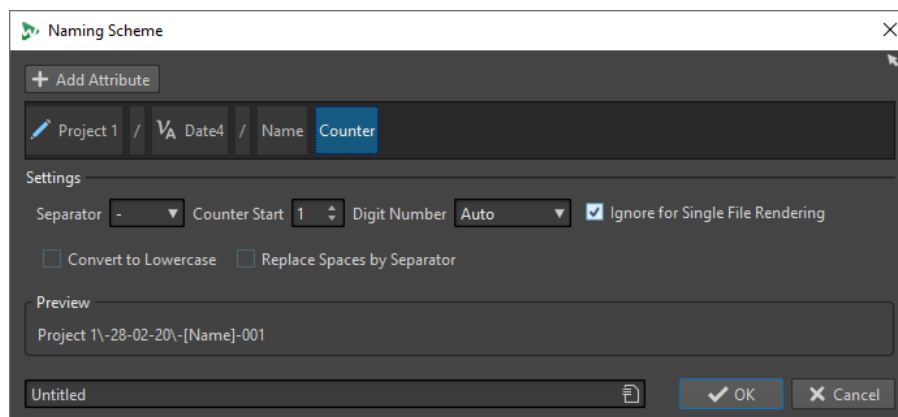 Naming Scheme
Add Attribute
Project 1 / VA Date4 / Name Counter
Settings
Separator - Counter Start 1 Digit Number Auto Ignore for Single File Rendering
Convert to Lowercase Replace Spaces by Separator
Preview
Project 1\-28-02-20\-[Name]-001
Untitled OK Cancel